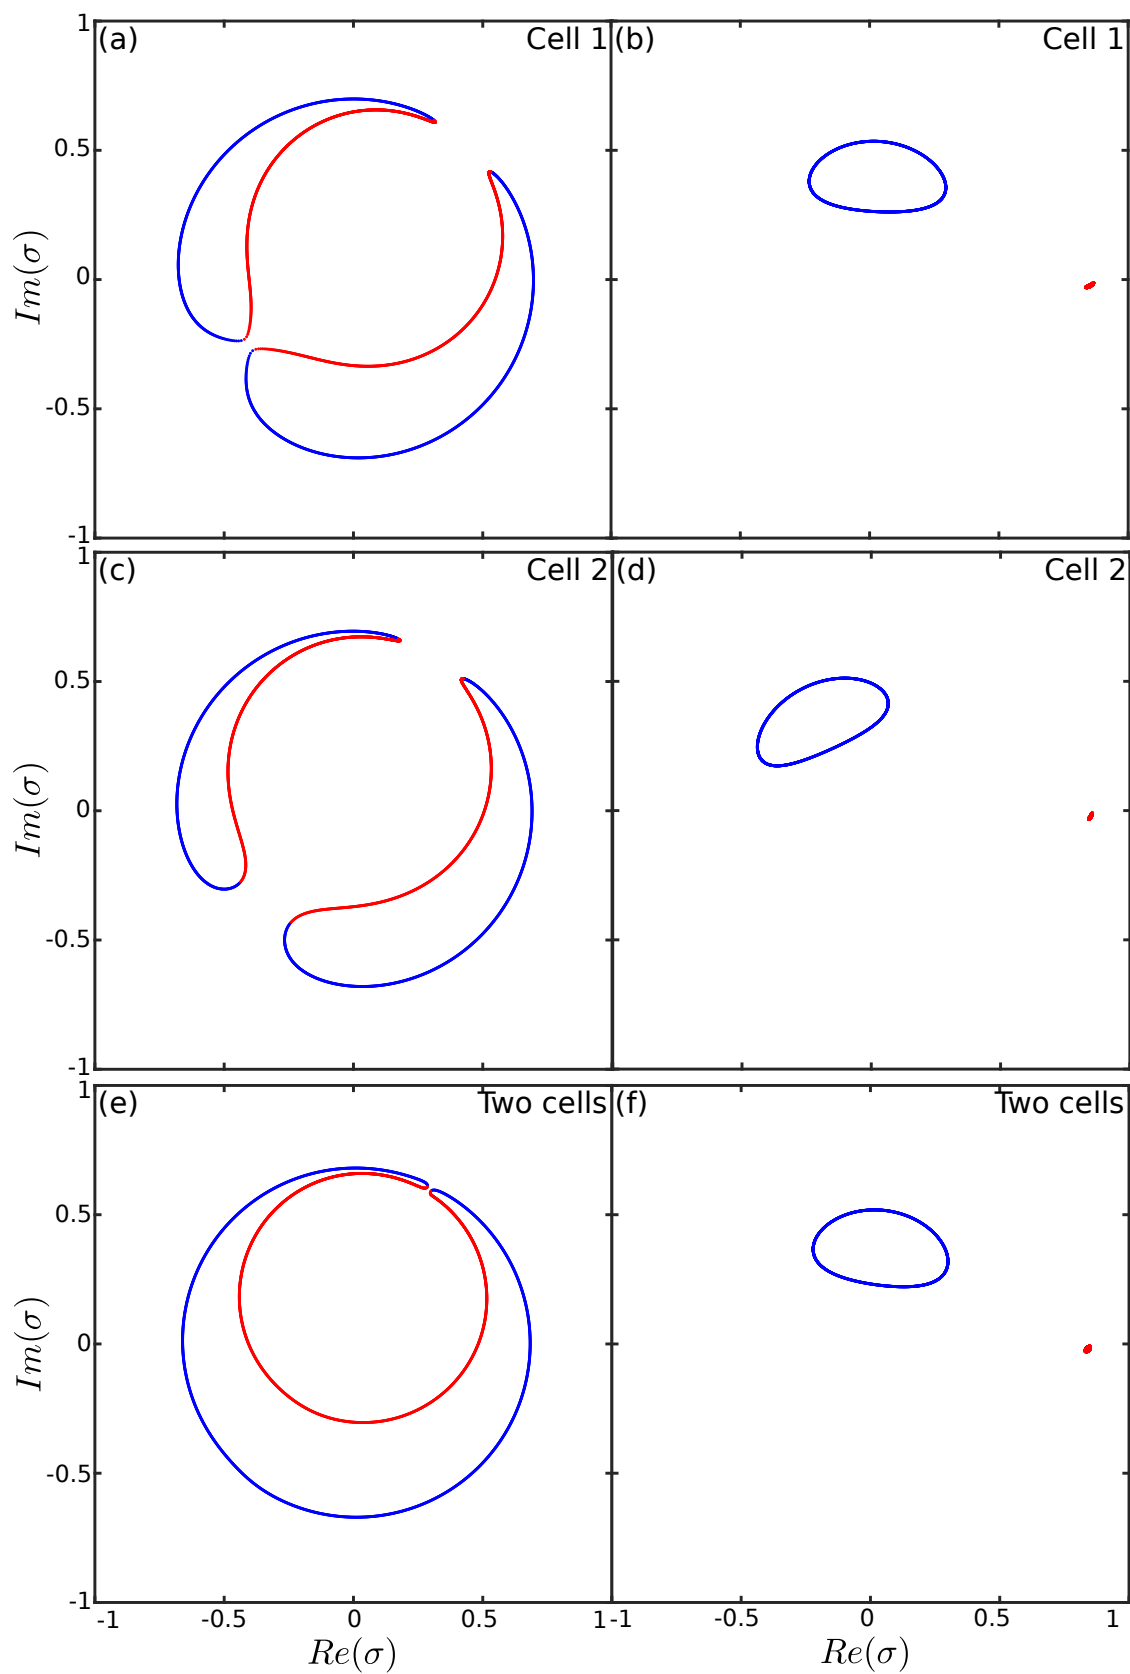 1
(a) Cell 1 (b) Cell 1
0.5
Im(σ)
0
-0.5
-1
1
(c) Cell 2 (d) Cell 2
0.5
Im(σ)
0
-0.5
-1
1
(e) Two cells (f) Two cells
0.5
Im(σ)
0
-0.5
-1
-1 -0.5 0 0.5 1 -1 -0.5 0 0.5 1
Re(σ) Re(σ)